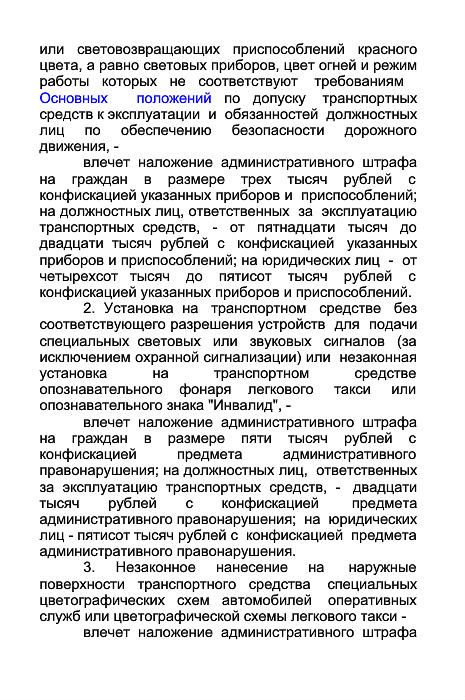 или световозвращающих приспособлений красного
цвета, а равно световых приборов, цвет огней и режим
работы которых не соответствуют требованиям
Основных положений по допуску транспортных
средств к эксплуатации и обязанностей должностных
лиц по обеспечению безопасности дорожного
движения, -
влечет наложение административного штрафа
на граждан в размере трех тысяч рублей с
конфискацией указанных приборов и приспособлений;
на должностных лиц, ответственных за эксплуатацию
транспортных средств, - от пятнадцати тысяч до
двадцати тысяч рублей с конфискацией указанных
приборов и приспособлений; на юридических лиц - от
четырехсот тысяч до пятисот тысяч рублей с
конфискацией указанных приборов и приспособлений.
2. Установка на транспортном средстве без
соответствующего разрешения устройств для подачи
специальных световых или звуковых сигналов (за
исключением охранной сигнализации) или незаконная
установка на транспортном средстве
опознавательного фонаря легкового такси или
опознавательного знака "Инвалид", -
влечет наложение административного штрафа
на граждан в размере пяти тысяч рублей с
конфискацией предмета административного
правонарушения; на должностных лиц, ответственных
за эксплуатацию транспортных средств, - двадцати
тысяч рублей с конфискацией предмета
административного правонарушения; на юридических
лиц - пятисот тысяч рублей с конфискацией предмета
административного правонарушения.
3. Незаконное нанесение на наружные
поверхности транспортного средства специальных
цветографических схем автомобилей оперативных
служб или цветографической схемы легкового такси -
влечет наложение административного штрафа